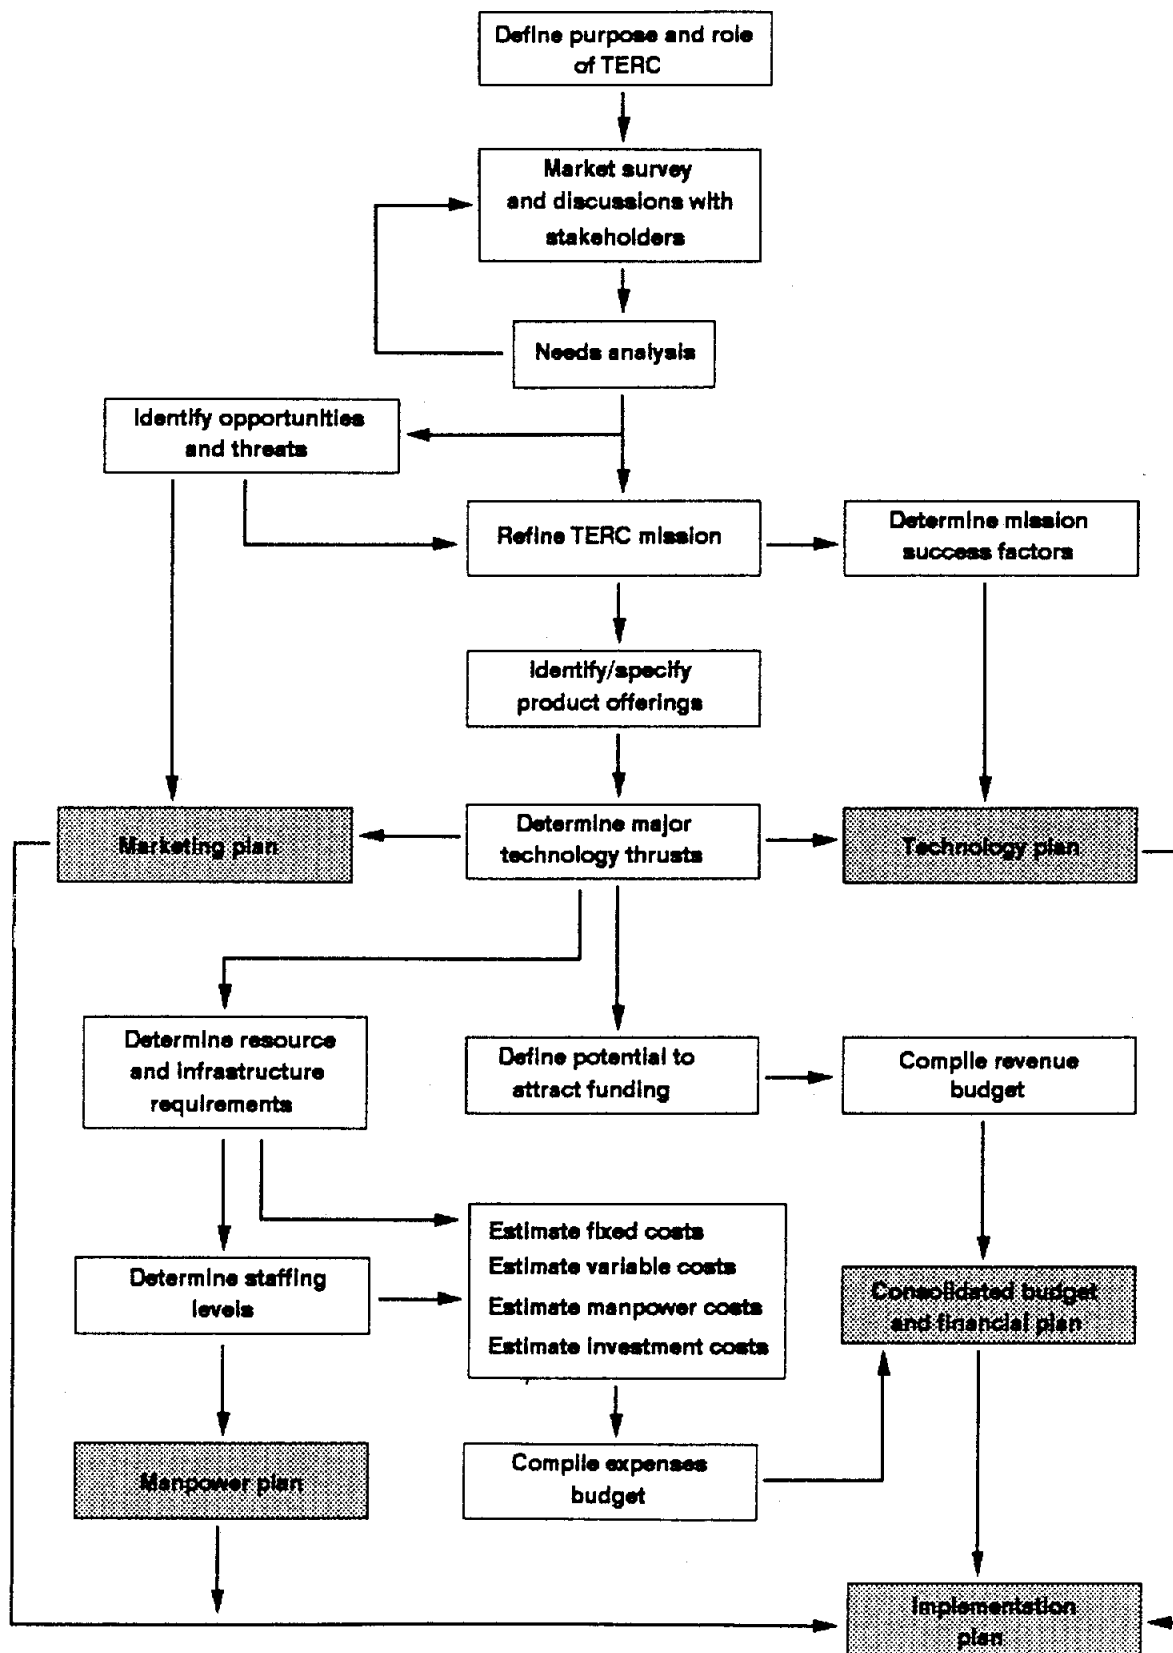 Define purpose and role
of TERC
Market survey
and discussions with
stakeholders
Needs analysis
Identify opportunities
and threats
Refine TERC mission
Determine mission
success factors
Identify/specify
product offerings
Marketing plan
Determine major
technology thrusts
Technology plan
Determine resource
and infrastructure
requirements
Define potential to
attract funding
Compile revenue
budget
Estimate fixed costs
Estimate variable costs
Estimate manpower costs
Estimate investment costs
Determine staffing
levels
Consolidated budget
and financial plan
Manpower plan
Compile expenses
budget
Implementation
plan